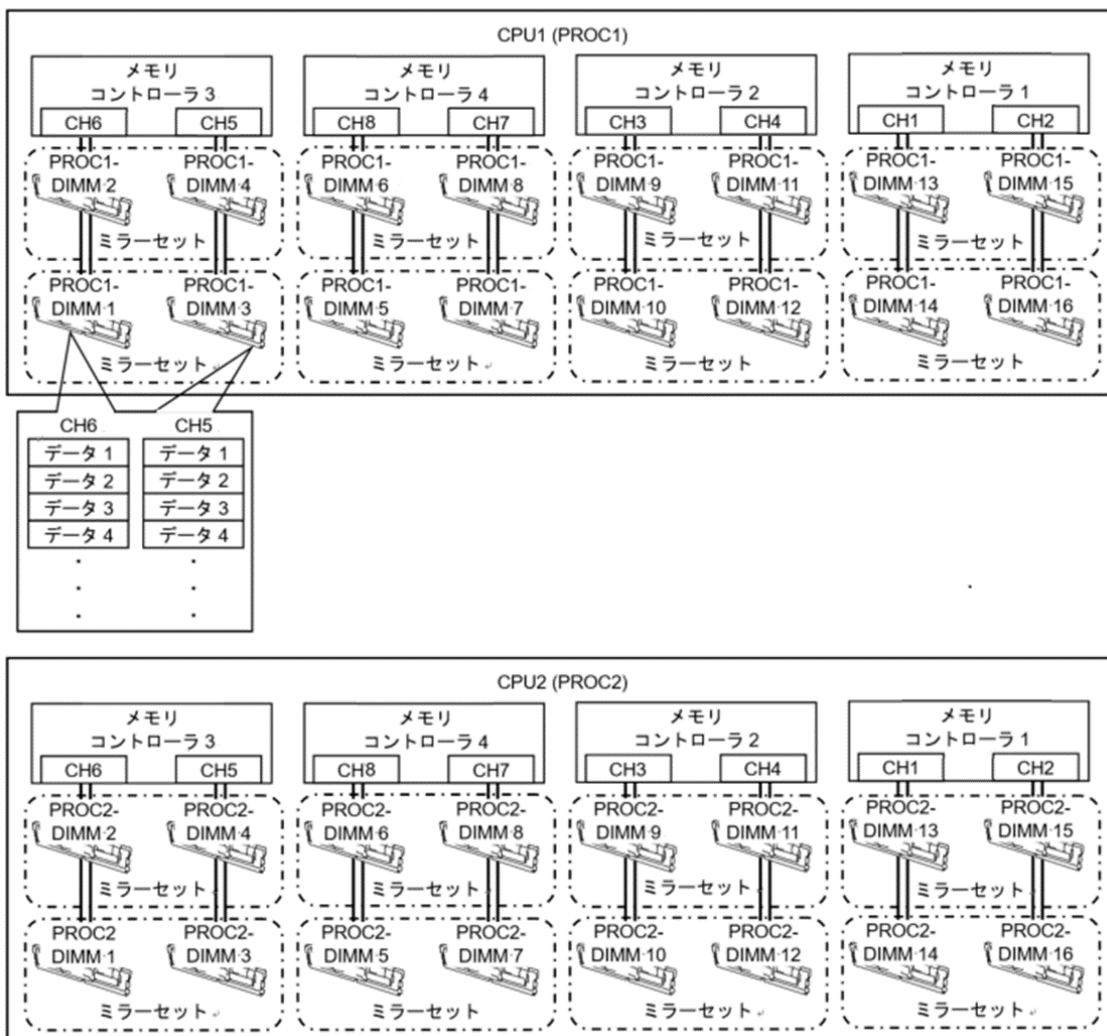 CPU1 (PROC1)
メモリ
コントローラ 3
CH6 CH5
メモリ
コントローラ 4
CH8 CH7
メモリ
コントローラ 2
CH3 CH4
メモリ
コントローラ 1
CH1 CH2
PROC1-
DIMM 2
PROC1-
DIMM 4
ミラーセット
PROC1-
DIMM 6
PROC1-
DIMM 8
ミラーセット
PROC1-
DIMM 9
PROC1-
DIMM 11
ミラーセット
PROC1-
DIMM 13
PROC1-
DIMM 15
ミラーセット
PROC1-
DIMM 1
PROC1-
DIMM 3
ミラーセット
PROC1-
DIMM 5
PROC1-
DIMM 7
ミラーセット
PROC1-
DIMM 10
PROC1-
DIMM 12
ミラーセット
PROC1-
DIMM 14
PROC1-
DIMM 16
ミラーセット
CH6 CH5
データ 1 データ 1
データ 2 データ 2
データ 3 データ 3
データ 4 データ 4
CPU2 (PROC2)
メモリ
コントローラ 3
CH6 CH5
メモリ
コントローラ 4
CH8 CH7
メモリ
コントローラ 2
CH3 CH4
メモリ
コントローラ 1
CH1 CH2
PROC2-
DIMM 2
PROC2-
DIMM 4
ミラーセット
PROC2-
DIMM 6
PROC2-
DIMM 8
ミラーセット
PROC2-
DIMM 9
PROC2-
DIMM 11
ミラーセット
PROC2-
DIMM 13
PROC2-
DIMM 15
ミラーセット
PROC2
DIMM 1
PROC2-
DIMM 3
ミラーセット
PROC2-
DIMM 5
PROC2-
DIMM 7
ミラーセット
PROC2-
DIMM 10
PROC2-
DIMM 12
ミラーセット
PROC2-
DIMM 14
PROC2-
DIMM 16
ミラーセット